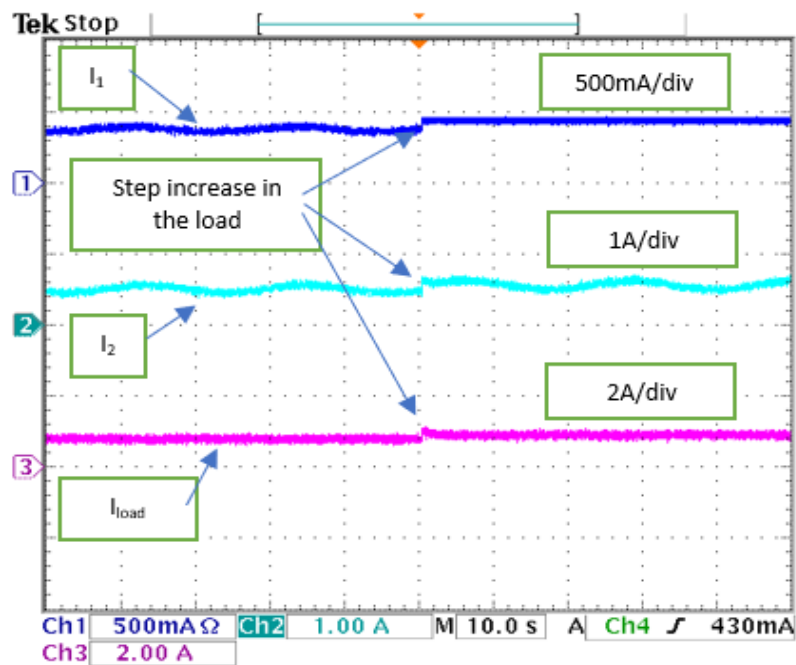 Tek Stop
I1
500mA/div
1
Step increase in
the load
1A/div
2
I2
2A/div
3
Iload
Ch1 500mA Ω Ch2 1.00 A M 10.0 s A Ch4 ʃ 430mA
Ch3 2.00 A